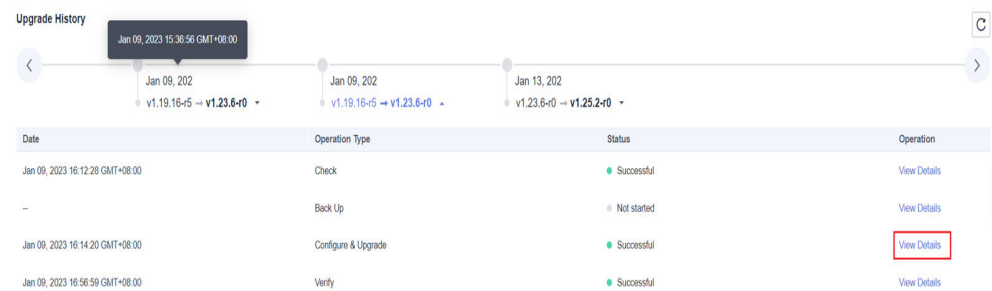 Upgrade History
Jan 09, 2023 15:36:56 GMT+08:00
Jan 09, 202 Jan 09, 202 Jan 13, 202
v1.19.16-r5 → v1.23.6-r0 v1.19.16-r5 → v1.23.6-r0 v1.23.6-r0 → v1.25.2-r0
Date Operation Type Status Operation
Jan 09, 2023 16:12:28 GMT+08:00 Check Successful View Details
-- Back Up Not started View Details
Jan 09, 2023 16:14:20 GMT+08:00 Configure & Upgrade Successful View Details
Jan 09, 2023 16:56:59 GMT+08:00 Verify Successful View Details